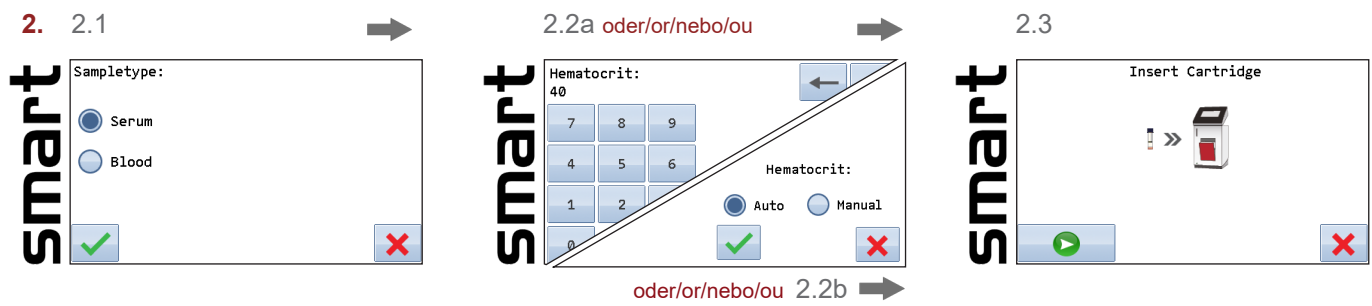 2. 2.1
2.2a oder/or/nebo/ou
2.3
smart
Sampletype:
Serum
Blood
smart
Hematocrit:
40
7 8 9
4 5 6
1 2
0
Hematocrit:
Auto Manual
oder/or/nebo/ou 2.2b
smart
Insert Cartridge